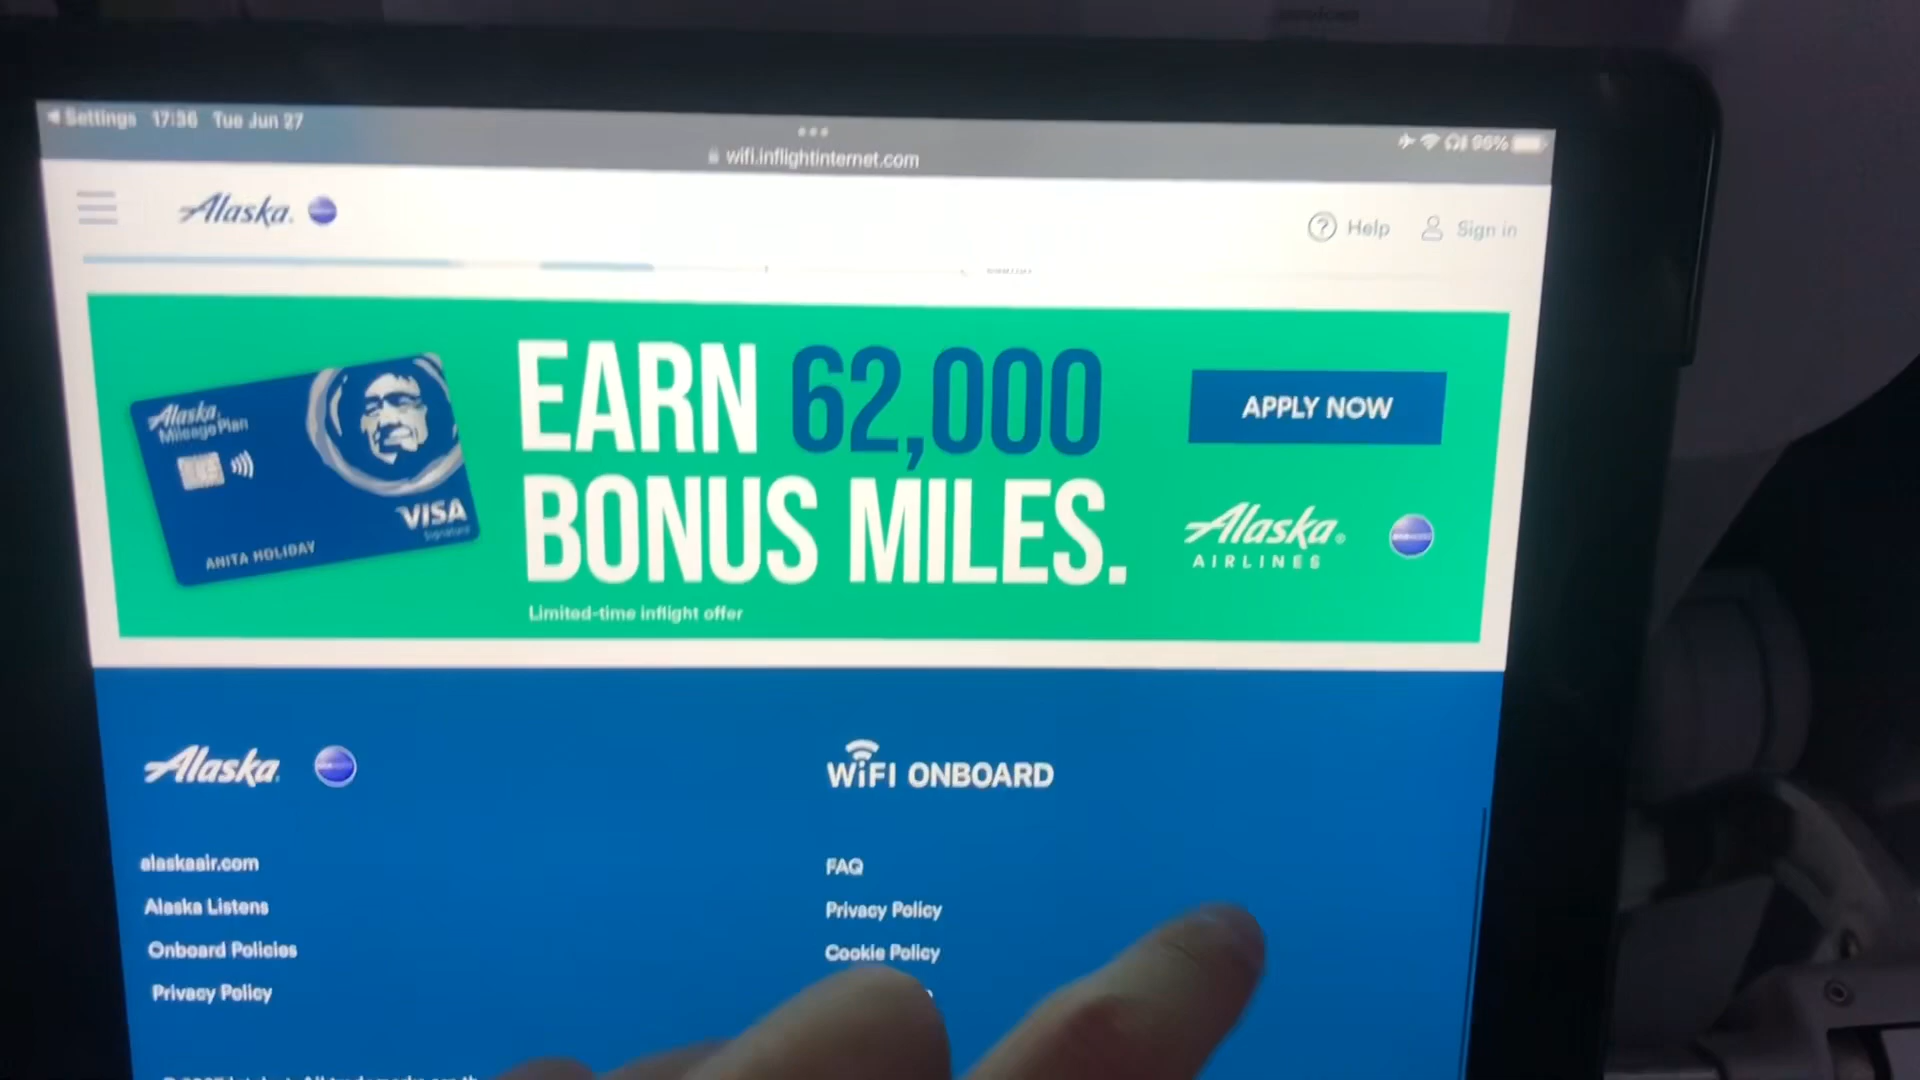 Settings 17:36 Tue Jun 27
wifi.inflightinternet.com
96%
Alaska.
Help
Sign in
Alaska
Mileage Plan
VISA
Signature
ANITA HOLIDAY
EARN 62,000
BONUS MILES.
Limited-time inflight offer
APPLY NOW
Alaska
AIRLINES
Alaska
alaskaair.com
Alaska Listens
Onboard Policies
Privacy Policy
WiFi ONBOARD
FAQ
Privacy Policy
Cookie Policy